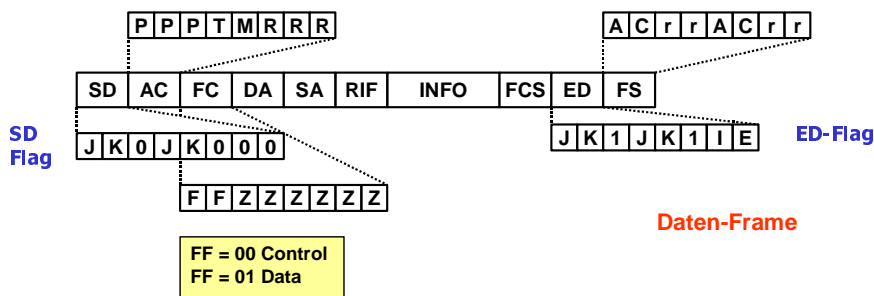 P P P T M R R R
A C r r A C r r
SD AC FC DA SA RIF INFO FCS ED FS
SD
Flag
J K 0 J K 0 0 0
J K 1 J K 1 I E
ED-Flag
F F Z Z Z Z Z Z
Daten-Frame
FF = 00 Control
FF = 01 Data